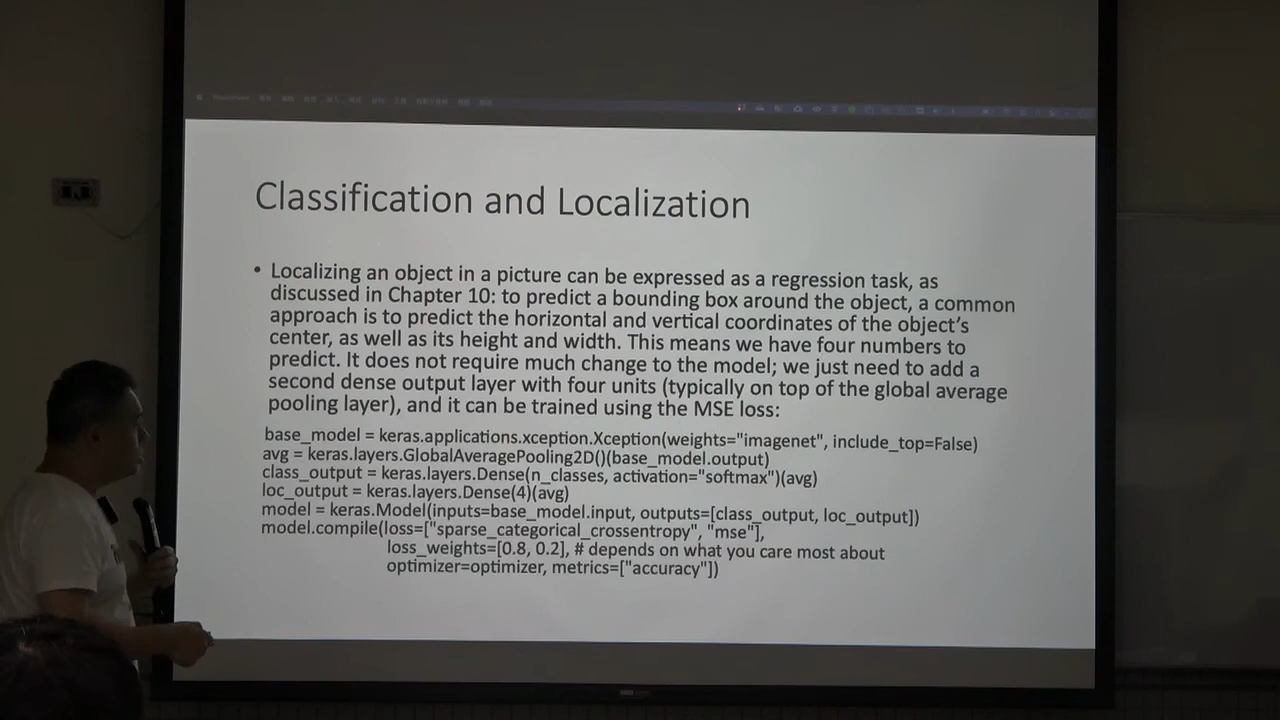 Classification and Localization
• Localizing an object in a picture can be expressed as a regression task, as
discussed in Chapter 10: to predict a bounding box around the object, a common
approach is to predict the horizontal and vertical coordinates of the object's
center, as well as its height and width. This means we have four numbers to
predict. It does not require much change to the model; we just need to add a
second dense output layer with four units (typically on top of the global average
pooling layer), and it can be trained using the MSE loss:
base_model = keras.applications.xception.Xception(weights="imagenet", include_top=False)
avg = keras.layers.GlobalAveragePooling2D()(base_model.output)
class_output = keras.layers.Dense(n_classes, activation="softmax")(avg)
loc_output = keras.layers.Dense(4)(avg)
model = keras.Model(inputs=base_model.input, outputs=[class_output, loc_output])
model.compile(loss=["sparse_categorical_crossentropy", "mse"],
loss_weights=[0.8, 0.2], # depends on what you care most about
optimizer=optimizer, metrics=["accuracy"])